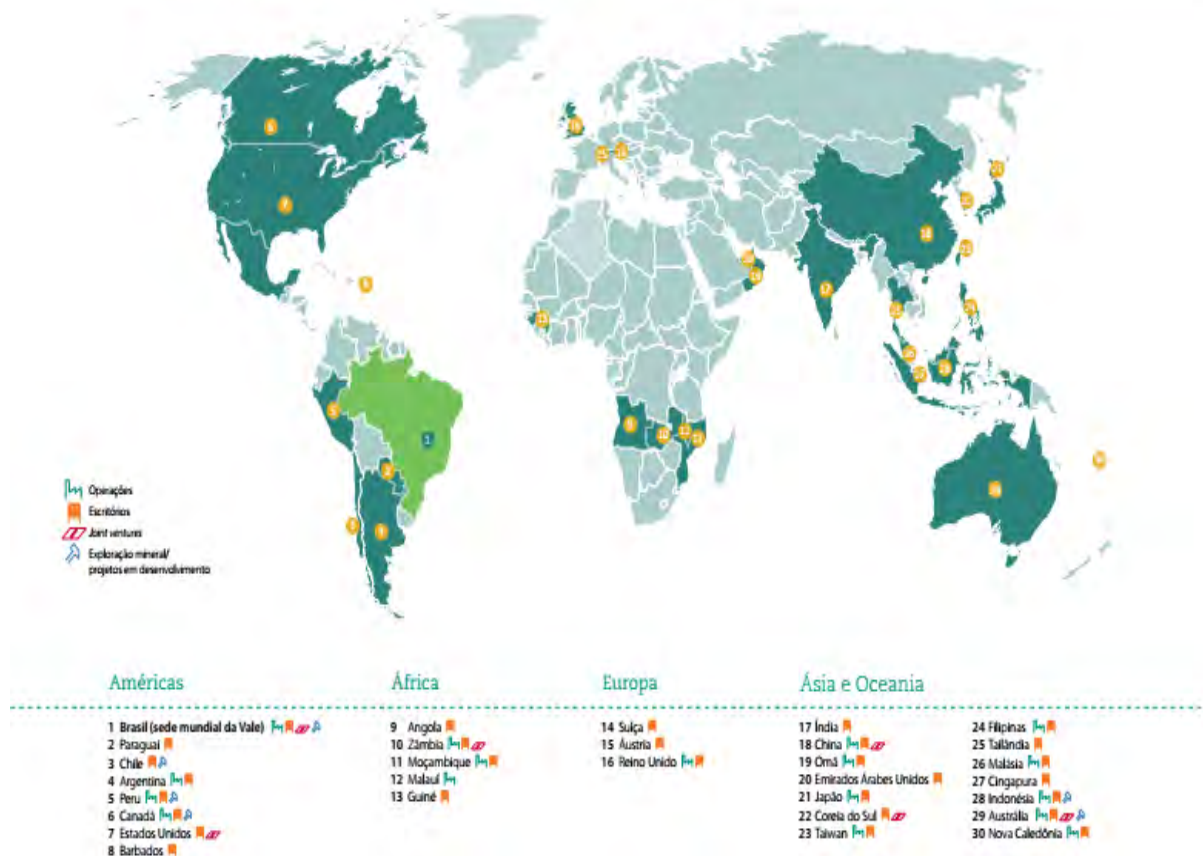 Operações
Escritórios
Joint ventures
Exploração mineral/
projetos em desenvolvimento
Américas
1 Brasil (sede mundial da Vale)
2 Paraguai
3 Chile
4 Argentina
5 Peru
6 Canadá
7 Estados Unidos
8 Barbados
África
9 Angola
10 Zâmbia
11 Moçambique
12 Malauí
13 Guiné
Europa
14 Suíça
15 Áustria
16 Reino Unido
Ásia e Oceania
17 Índia
18 China
19 Omã
20 Emirados Árabes Unidos
21 Japão
22 Coreia do Sul
23 Taiwan
24 Filipinas
25 Tailândia
26 Malásia
27 Cingapura
28 Indonésia
29 Austrália
30 Nova Caledônia